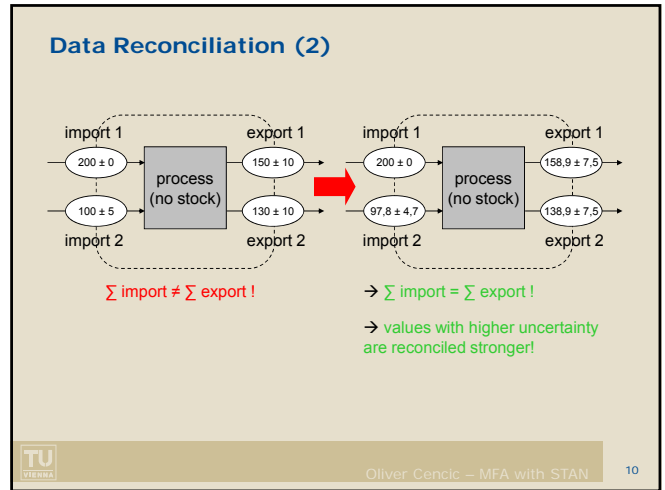 Data Reconciliation (2)
import 1
export 1
200 ± 0
150 ± 10
process
(no stock)
100 ± 5
130 ± 10
import 2
export 2
∑ import ≠ ∑ export !
import 1
export 1
200 ± 0
158,9 ± 7,5
process
(no stock)
97,8 ± 4,7
138,9 ± 7,5
import 2
export 2
→ ∑ import = ∑ export !
→ values with higher uncertainty
are reconciled stronger!
TU
VIENNA
Oliver Cencic – MFA with STAN
10